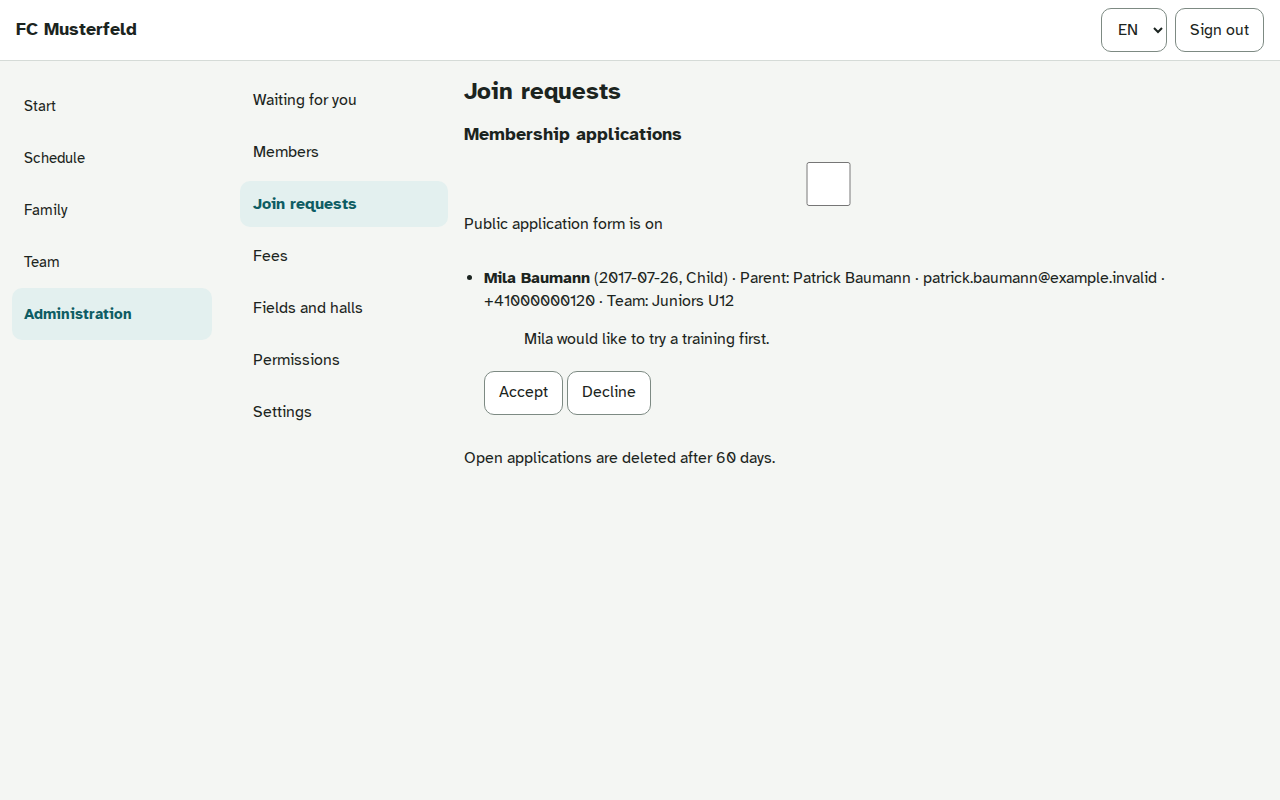 FC Musterfeld
EN
Sign out
Start
Schedule
Family
Team
Administration
Waiting for you
Members
Join requests
Fees
Fields and halls
Permissions
Settings
Join requests
Membership applications
Public application form is on
Mila Baumann (2017-07-26, Child) · Parent: Patrick Baumann · patrick.baumann@example.invalid ·
+41000000120 · Team: Juniors U12
Mila would like to try a training first.
Accept
Decline
Open applications are deleted after 60 days.